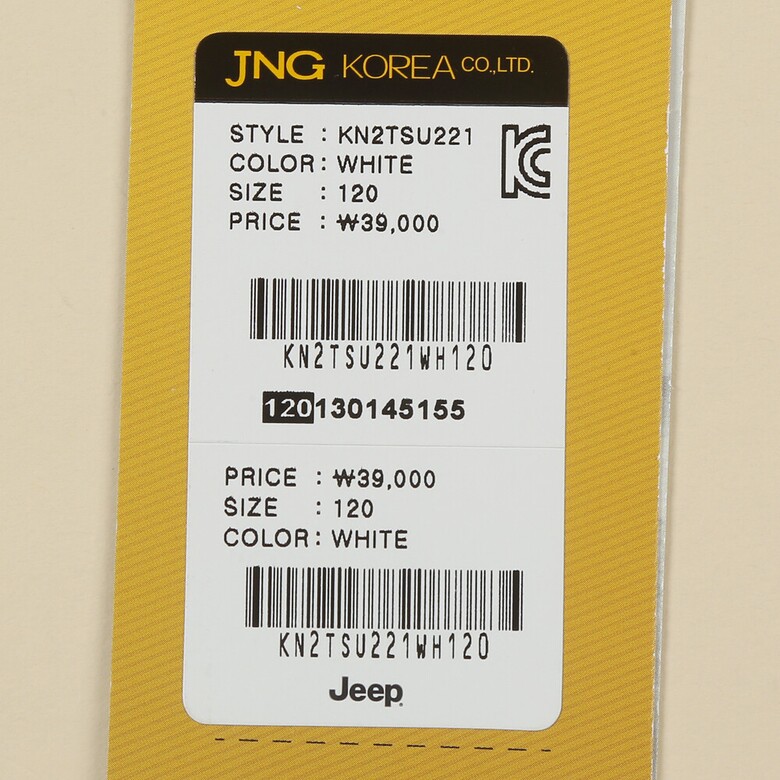 JNG KOREA CO.,LTD.
STYLE : KN2TSU221
COLOR : WHITE
SIZE : 120
PRICE : ₩39,000
KN2TSU221WH120
120130145155
PRICE : ₩39,000
SIZE : 120
COLOR : WHITE
KN2TSU221WH120
Jeep